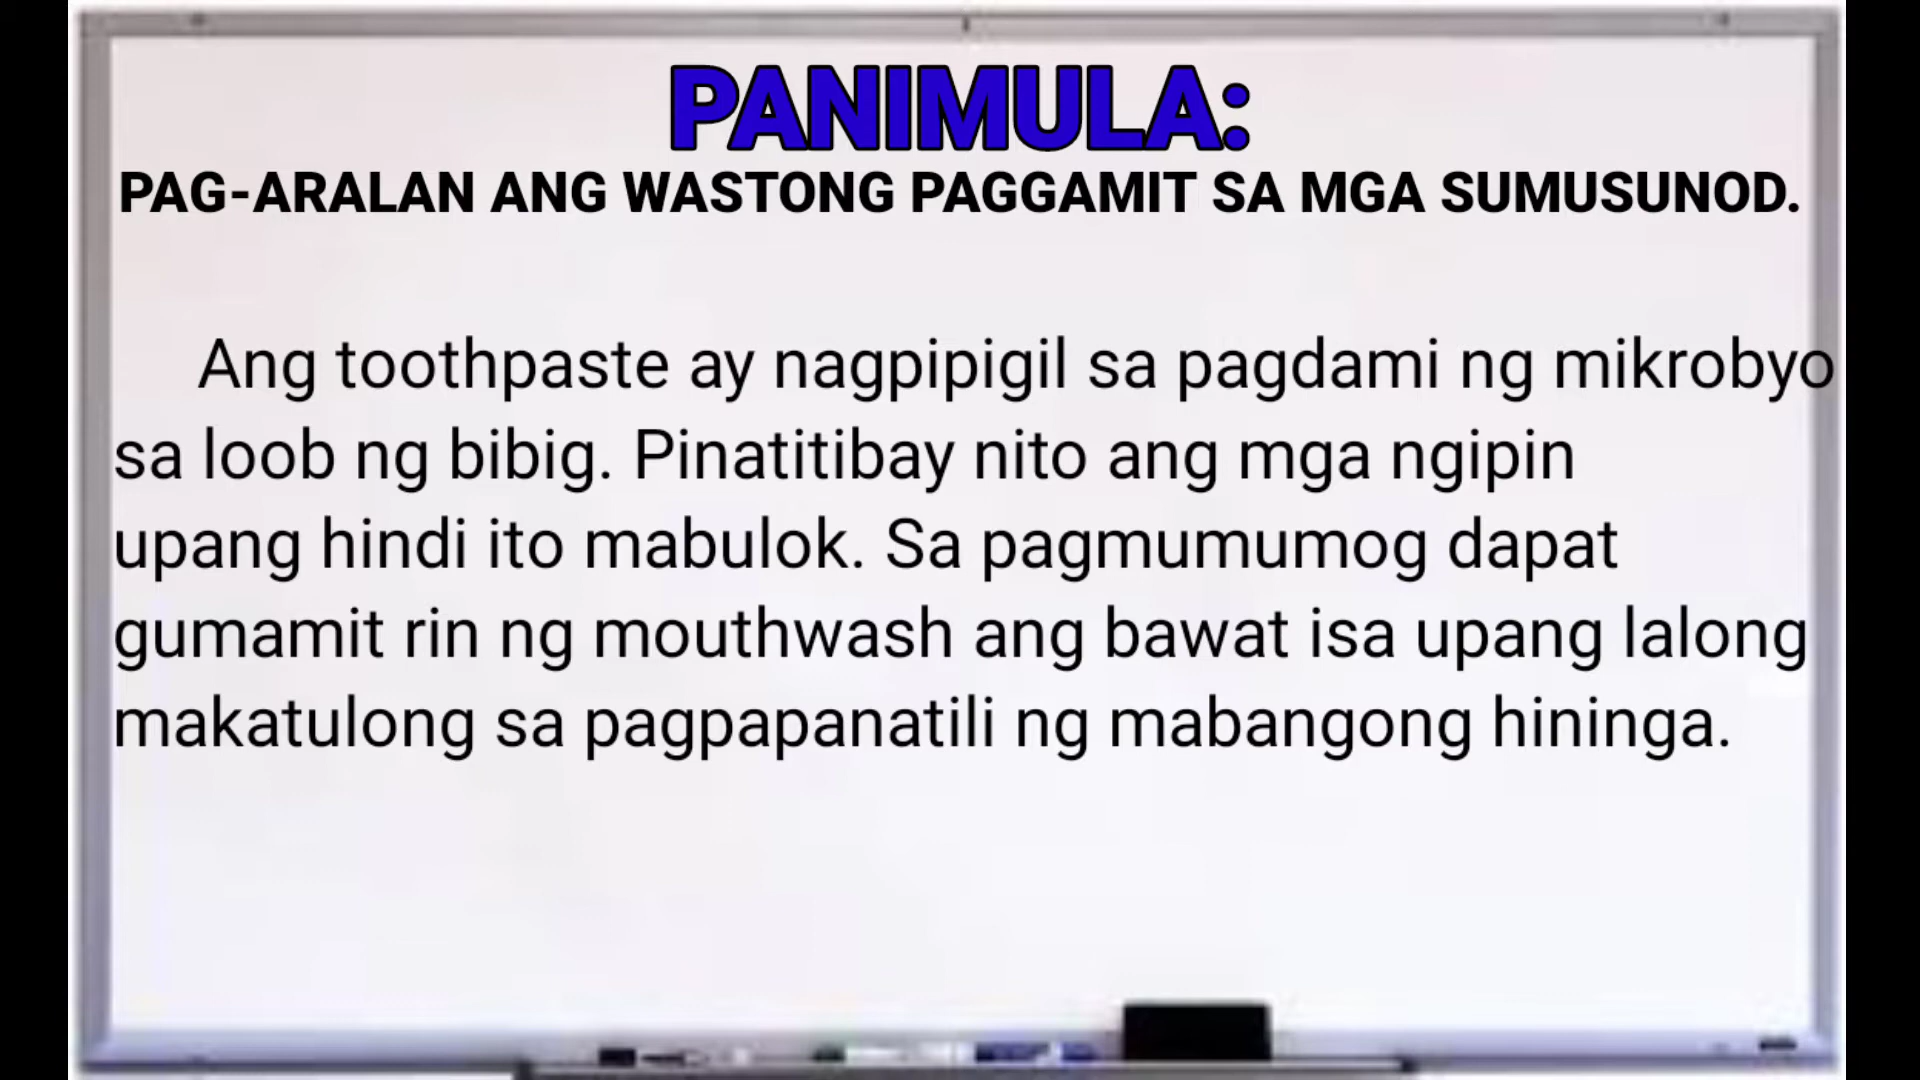 PANIMULA:
PAG-ARALAN ANG WASTONG PAGGAMIT SA MGA SUMUSUNOD.
Ang toothpaste ay nagpipigil sa pagdami ng mikrobyo
sa loob ng bibig. Pinatitibay nito ang mga ngipin
upang hindi ito mabulok. Sa pagmumumog dapat
gumamit rin ng mouthwash ang bawat isa upang lalong
makatulong sa pagpapanatili ng mabangong hininga.